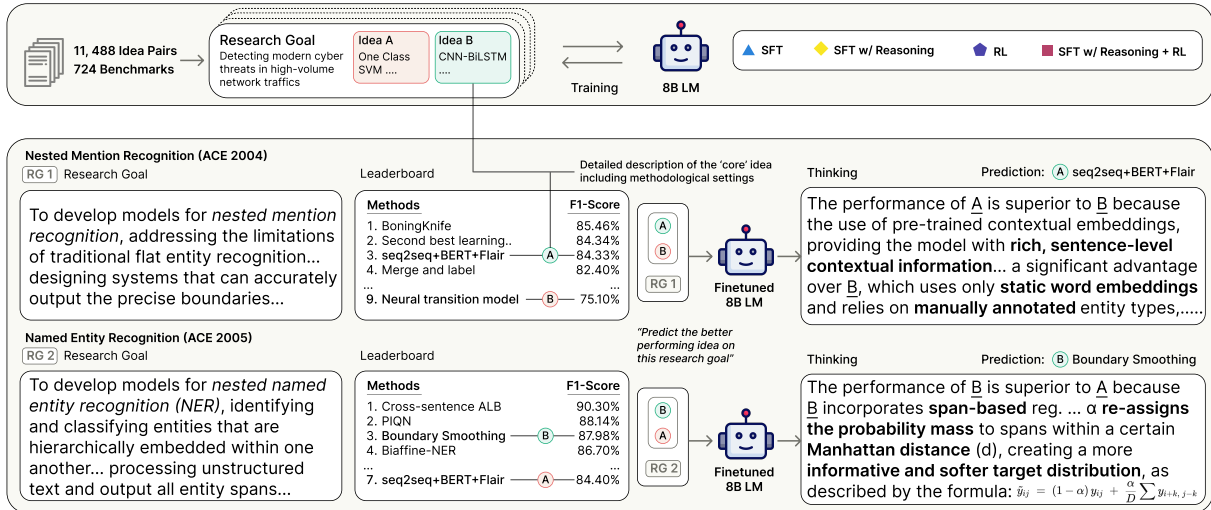 11, 488 Idea Pairs
724 Benchmarks
Research Goal
Detecting modern cyber
threats in high-volume
network traffics
Idea A
One Class
SVM ....
Idea B
CNN-BiLSTM
....
Training
8B LM
SFT
SFT w/ Reasoning
RL
SFT w/ Reasoning + RL
Nested Mention Recognition (ACE 2004)
RG 1 Research Goal
To develop models for nested mention
recognition, addressing the limitations
of traditional flat entity recognition...
designing systems that can accurately
output the precise boundaries...
Leaderboard
Methods F1-Score
1. BoningKnife 85.46%
2. Second best learning.. 84.34%
3. seq2seq+BERT+Flair A 84.33%
4. Merge and label 82.40%
... ...
9. Neural transition model B 75.10%
Detailed description of the 'core' idea
including methodological settings
A
B
RG 1
Finetuned
8B LM
Thinking
Prediction: A seq2seq+BERT+Flair
The performance of A is superior to B because
the use of pre-trained contextual embeddings,
providing the model with rich, sentence-level
contextual information... a significant advantage
over B, which uses only static word embeddings
and relies on manually annotated entity types,.....
"Predict the better
performing idea on
this research goal"
Named Entity Recognition (ACE 2005)
RG 2 Research Goal
To develop models for nested named
entity recognition (NER), identifying
and classifying entities that are
hierarchically embedded within one
another... processing unstructured
text and output all entity spans...
Leaderboard
Methods F1-Score
1. Cross-sentence ALB 90.30%
2. PIQN 88.14%
3. Boundary Smoothing B 87.98%
4. Biaffine-NER 86.70%
... ...
7. seq2seq+BERT+Flair A 84.40%
B
A
RG 2
Finetuned
8B LM
Thinking
Prediction: B Boundary Smoothing
The performance of B is superior to A because
B incorporates span-based reg. ... α re-assigns
the probability mass to spans within a certain
Manhattan distance (d), creating a more
informative and softer target distribution, as
described by the formula: ỹ_{ij} = (1−α) y_{ij} + α/D ∑ y_{i+k, j−k}